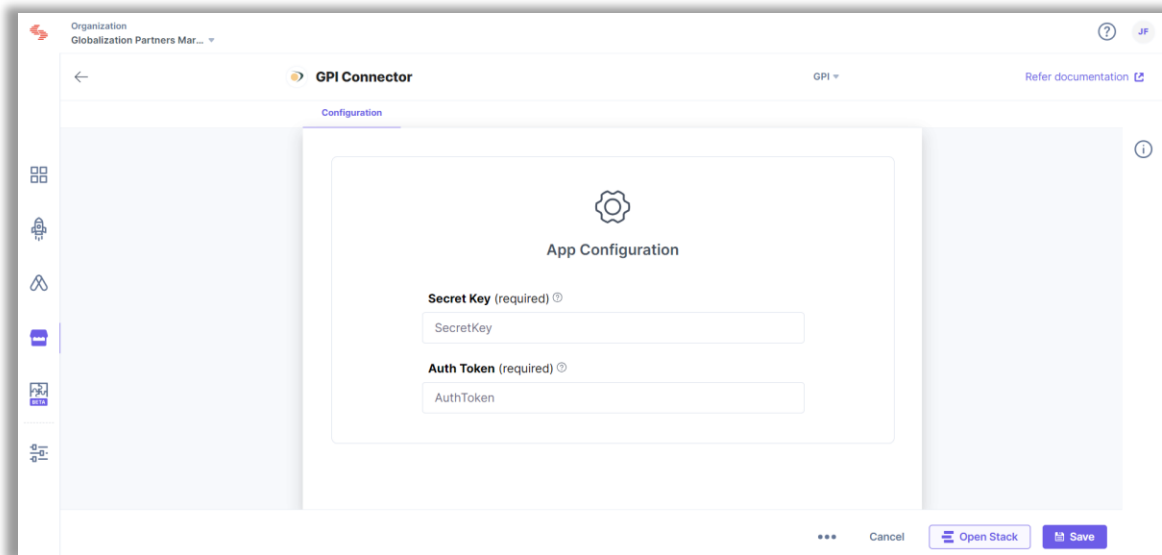 Organization
Globalization Partners Mar...
JF
GPI Connector
GPI
Refer documentation
Configuration
App Configuration
Secret Key (required)
SecretKey
Auth Token (required)
AuthToken
BETA
Cancel
Open Stack
Save